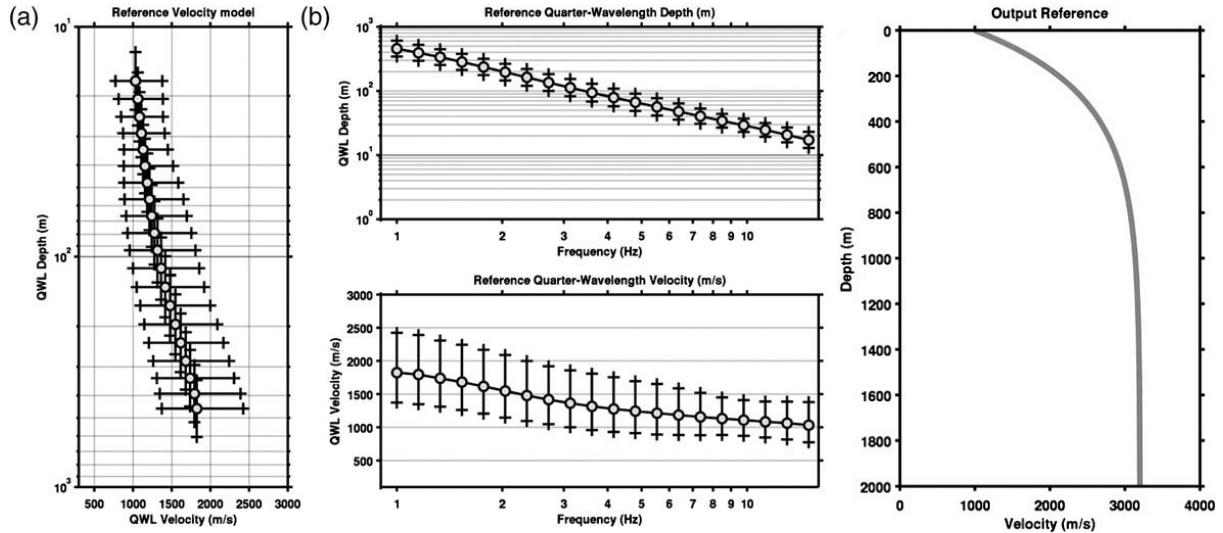 (a)
Reference Velocity model
10¹
10²
10³
QWL Depth (m)
500 1000 1500 2000 2500 3000
QWL Velocity (m/s)
(b)
Reference Quarter-Wavelength Depth (m)
10³
10²
10¹
10⁰
QWL Depth (m)
1 2 3 4 5 6 7 8 9 10
Frequency (Hz)
Reference Quarter-Wavelength Velocity (m/s)
3000
2500
2000
1500
1000
500
QWL Velocity (m/s)
1 2 3 4 5 6 7 8 9 10
Frequency (Hz)
Output Reference
0
200
400
600
800
1000
1200
1400
1600
1800
2000
Depth (m)
0 1000 2000 3000 4000
Velocity (m/s)